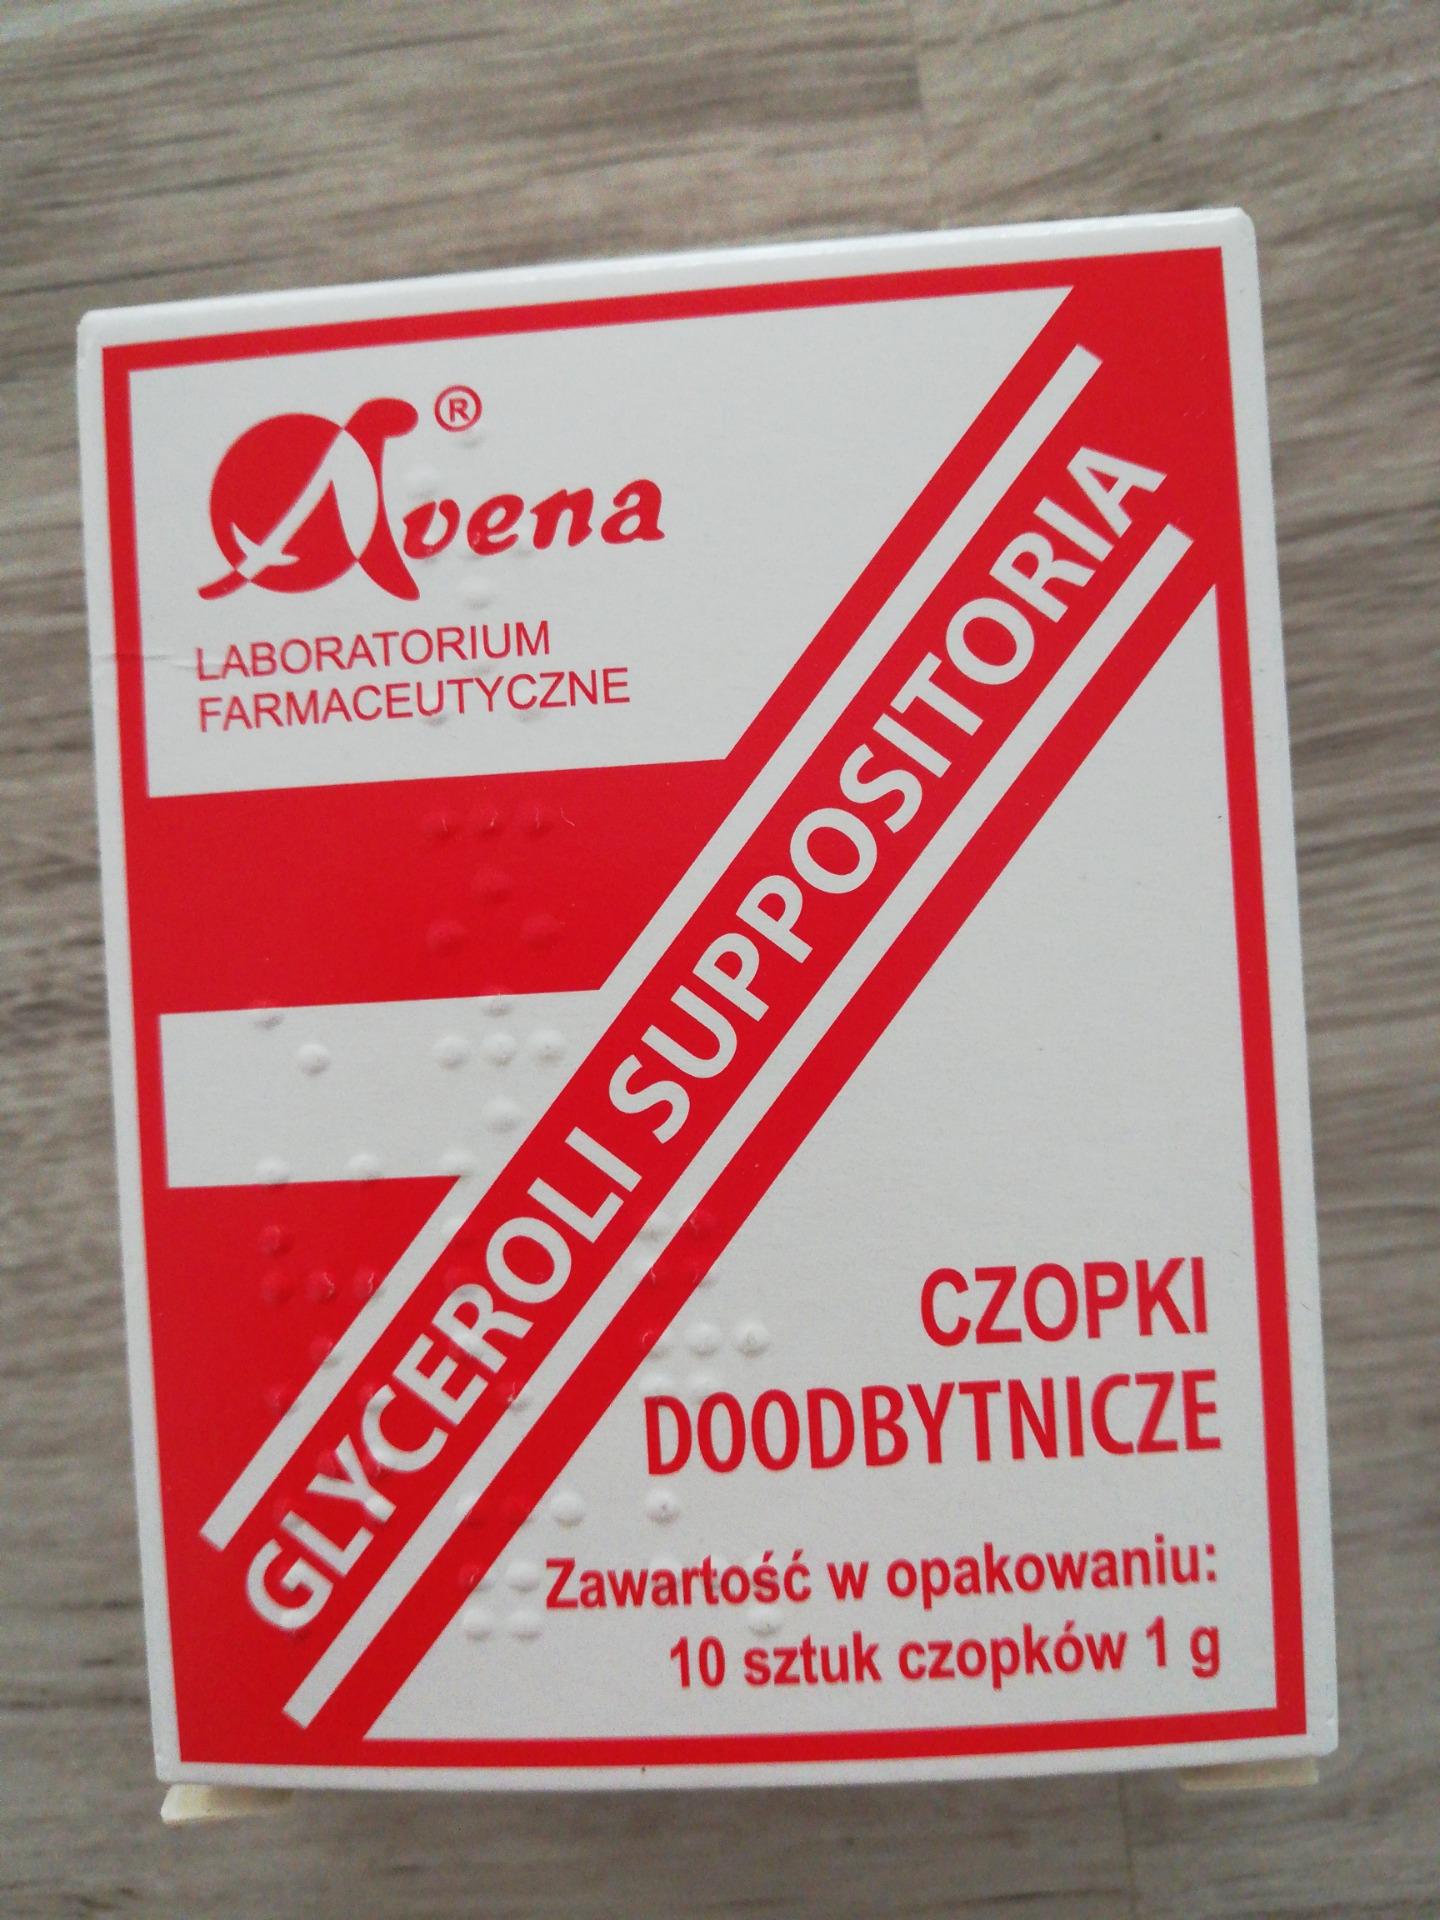 Avena®
LABORATORIUM
FARMACEUTYCZNE
GLYCEROLI SUPPOSITORIA
CZOPKI
DOODBYTNICZE
Zawartość w opakowaniu:
10 sztuk czopków 1 g